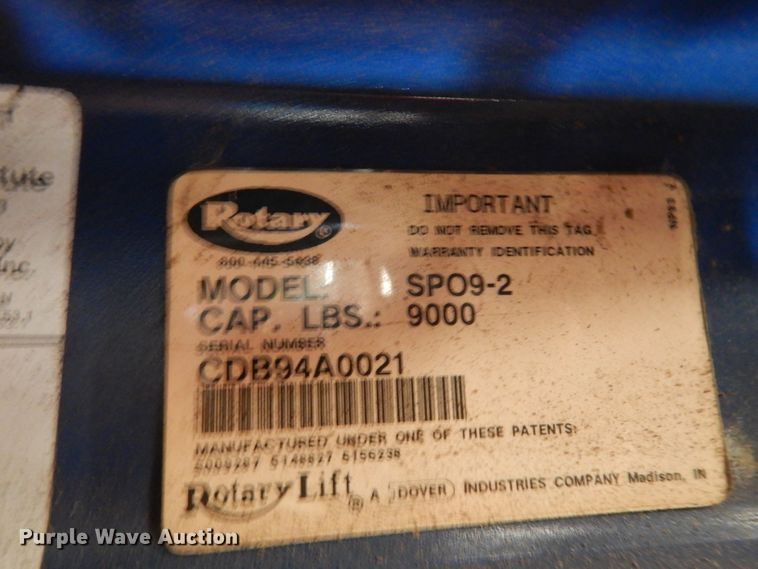 tute
Rotary®
IMPORTANT
DO NOT REMOVE THIS TAG
WARRANTY IDENTIFICATION
800-445-5438
MODEL: SPO9-2
CAP. LBS.: 9000
SERIAL NUMBER
CDB94A0021
MANUFACTURED UNDER ONE OF THESE PATENTS:
5148827 5156238
Rotary Lift ® A DOVER INDUSTRIES COMPANY Madison, IN
Purple Wave Auction